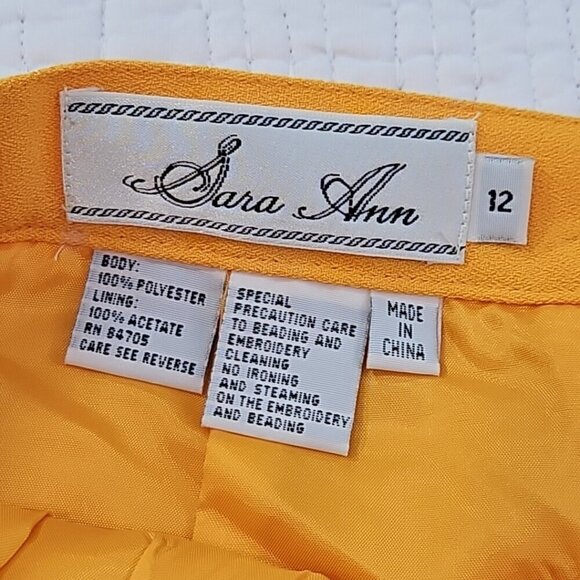 Sara Ann
12
BODY:
100% POLYESTER
LINING:
100% ACETATE
RN 84705
CARE SEE REVERSE
SPECIAL
PRECAUTION CARE
TO BEADING AND
EMBROIDERY
CLEANING
NO IRONING
AND STEAMING
ON THE EMBROIDERY
AND BEADING
MADE
IN
CHINA